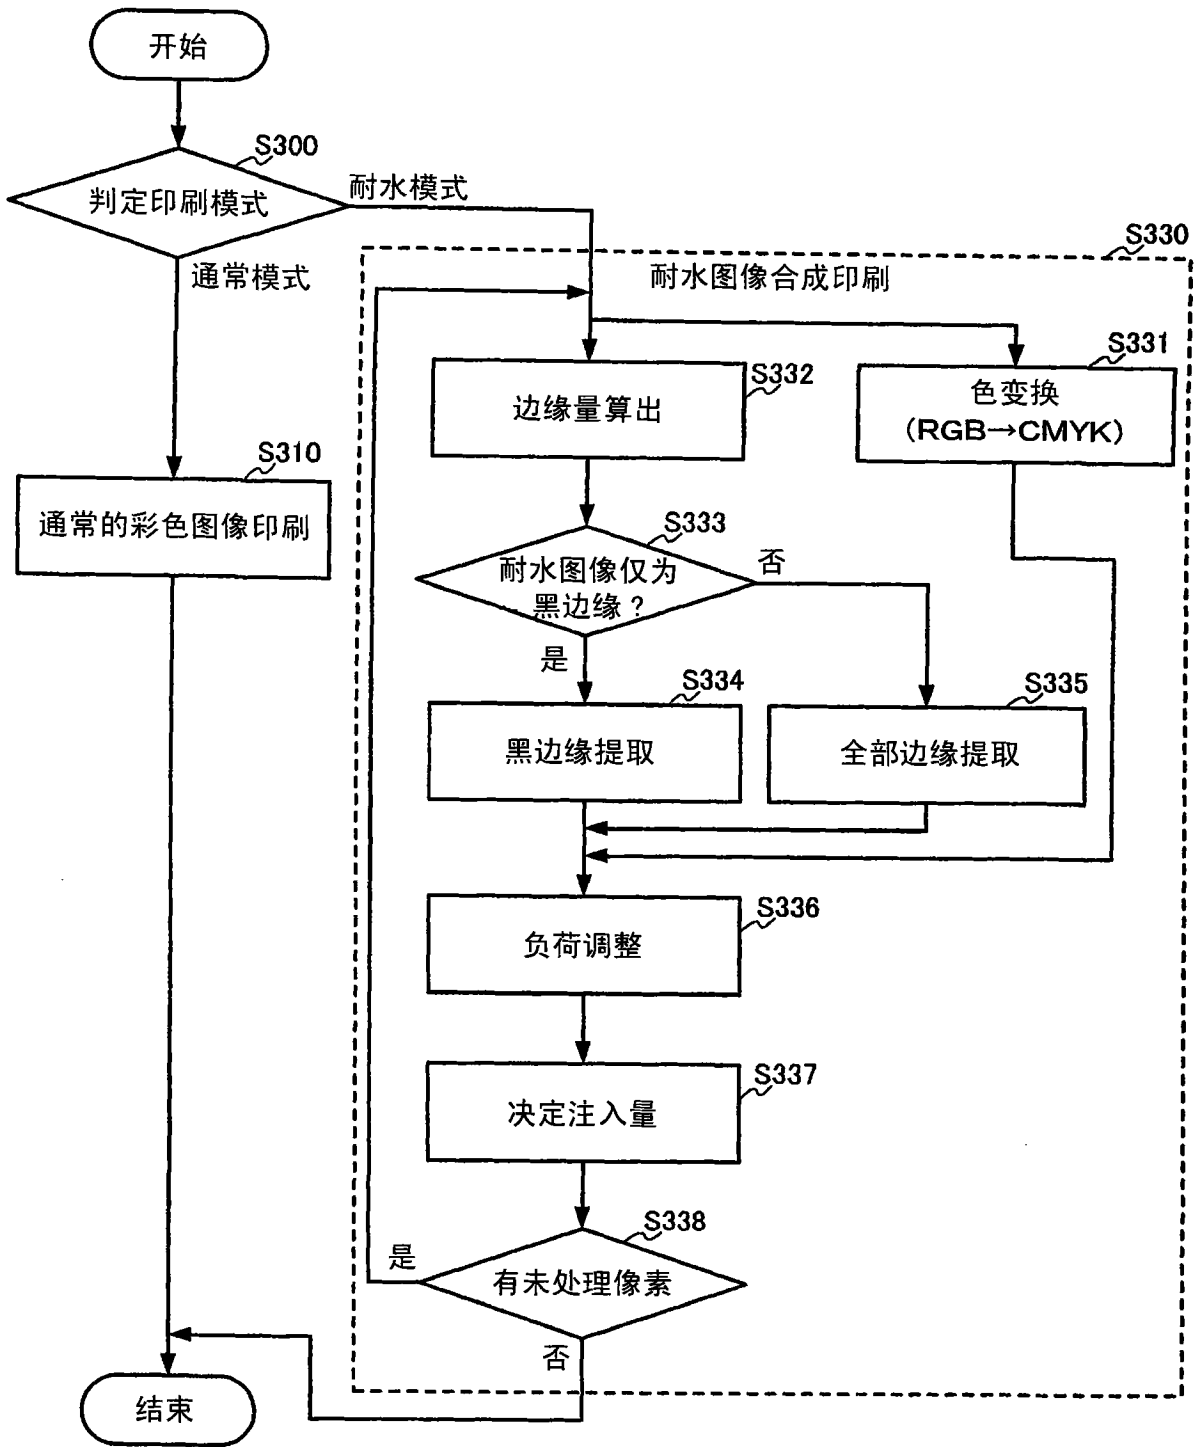 开始
S300
判定印刷模式
耐水模式
通常模式
S330
耐水图像合成印刷
S332
边缘量算出
S331
色变换
(RGB→CMYK)
S310
通常的彩色图像印刷
S333
耐水图像仅为
黑边缘？
否
是
S334
黑边缘提取
S335
全部边缘提取
S336
负荷调整
S337
决定注入量
S338
有未处理像素
是
否
结束